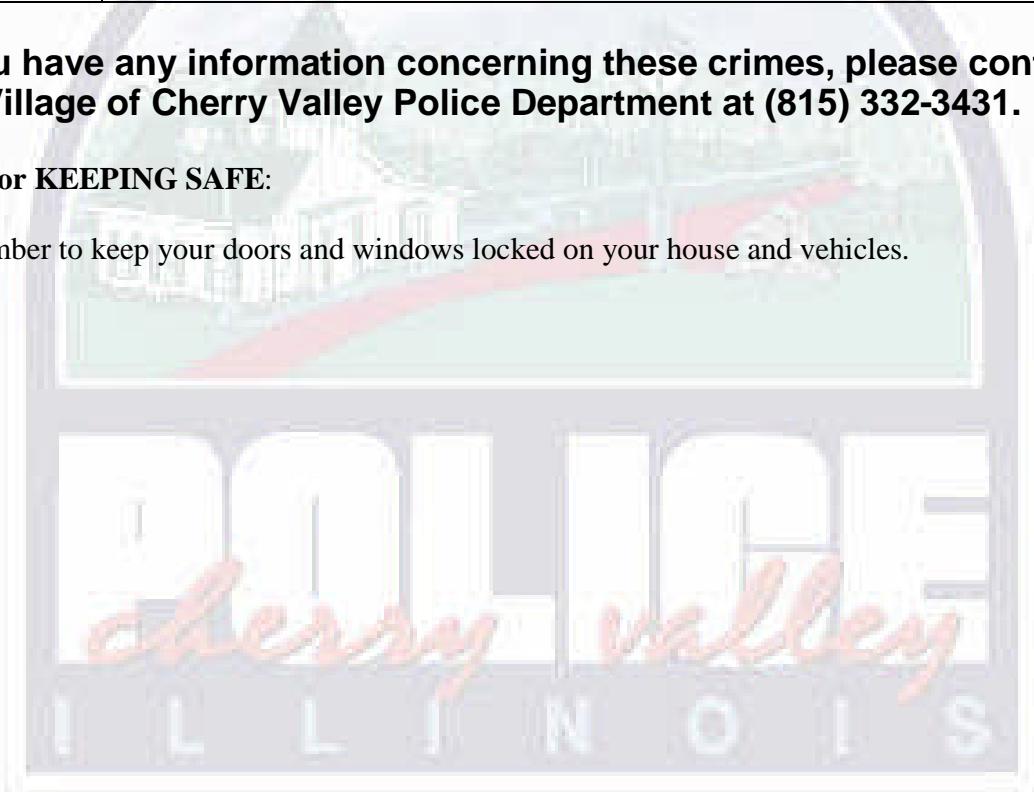 u have any information concerning these crimes, please con
Village of Cherry Valley Police Department at (815) 332-3431.
or KEEPING SAFE:
mber to keep your doors and windows locked on your house and vehicles.
POLICE
cherry valley
ILLINOIS